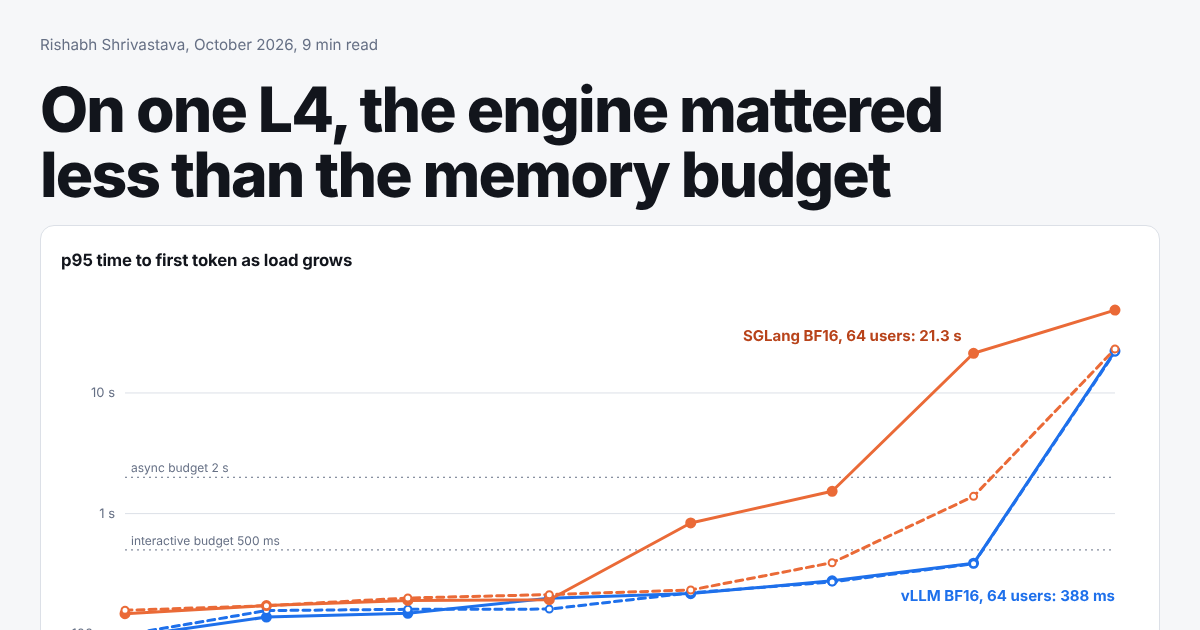 Rishabh Shrivastava, October 2026, 9 min read
On one L4, the engine mattered
less than the memory budget
p95 time to first token as load grows
SGLang BF16, 64 users: 21.3 s
10 s
async budget 2 s
1 s
interactive budget 500 ms
vLLM BF16, 64 users: 388 ms